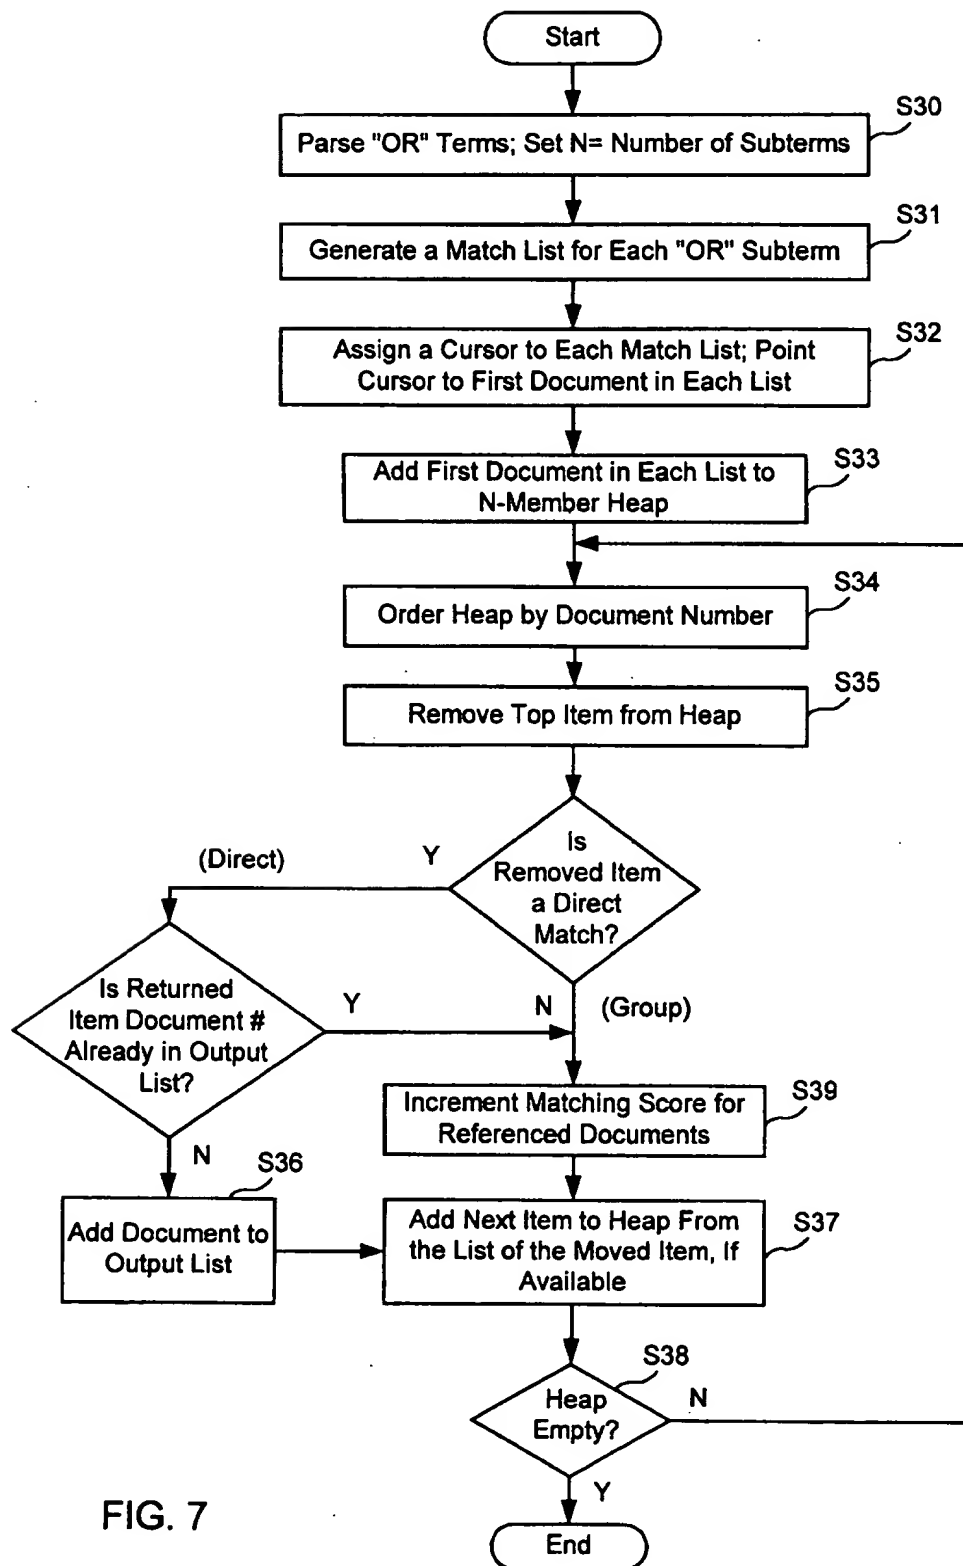 Start
S30
Parse "OR" Terms; Set N= Number of Subterms
S31
Generate a Match List for Each "OR" Subterm
S32
Assign a Cursor to Each Match List; Point
Cursor to First Document in Each List
S33
Add First Document in Each List to
N-Member Heap
S34
Order Heap by Document Number
S35
Remove Top Item from Heap
Is
Removed Item
a Direct
Match?
(Direct)
Y
N
(Group)
Is Returned
Item Document #
Already in Output
List?
Y
N
S39
Increment Matching Score for
Referenced Documents
S36
Add Document to
Output List
S37
Add Next Item to Heap From
the List of the Moved Item, If
Available
S38
Heap
Empty?
N
Y
End
FIG. 7